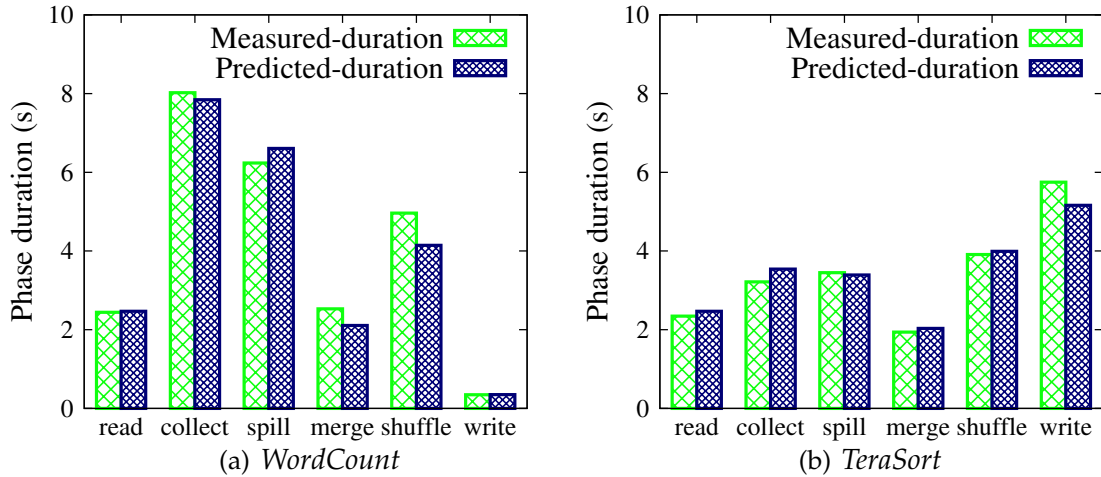 10
8
6
4
2
0
Phase duration (s)
Measured-duration
Predicted-duration
read collect spill merge shuffle write
(a) WordCount
10
8
6
4
2
0
Phase duration (s)
Measured-duration
Predicted-duration
read collect spill merge shuffle write
(b) TeraSort